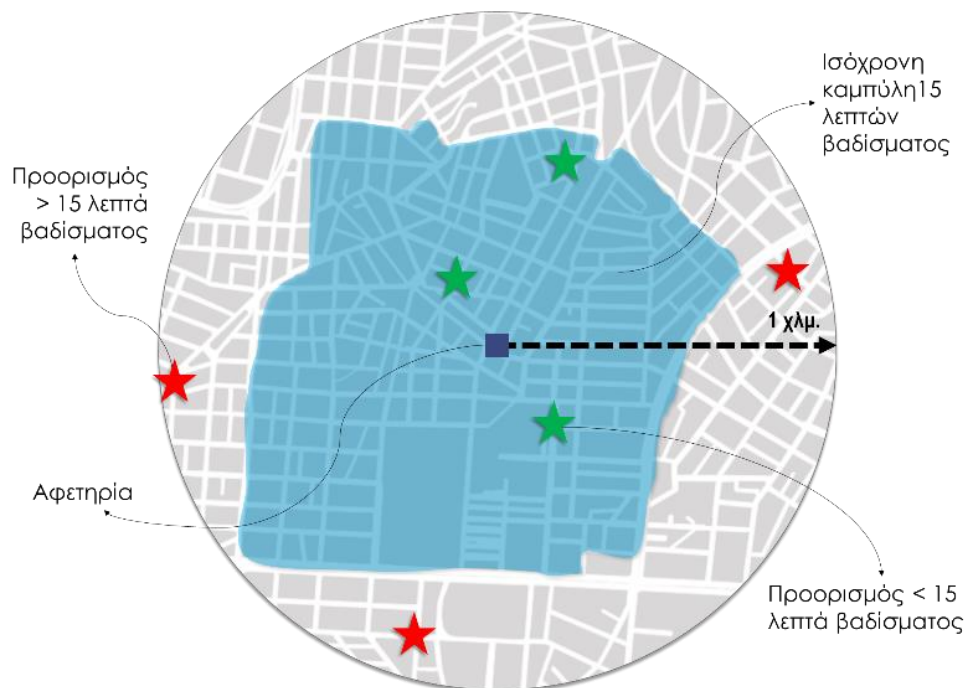 Ισόχρονη
καμπύλη15
λεπτών
βαδίσματος
Προορισμός
> 15 λεπτά
βαδίσματος
1 χλμ.
Αφετηρία
Προορισμός < 15
λεπτά βαδίσματος